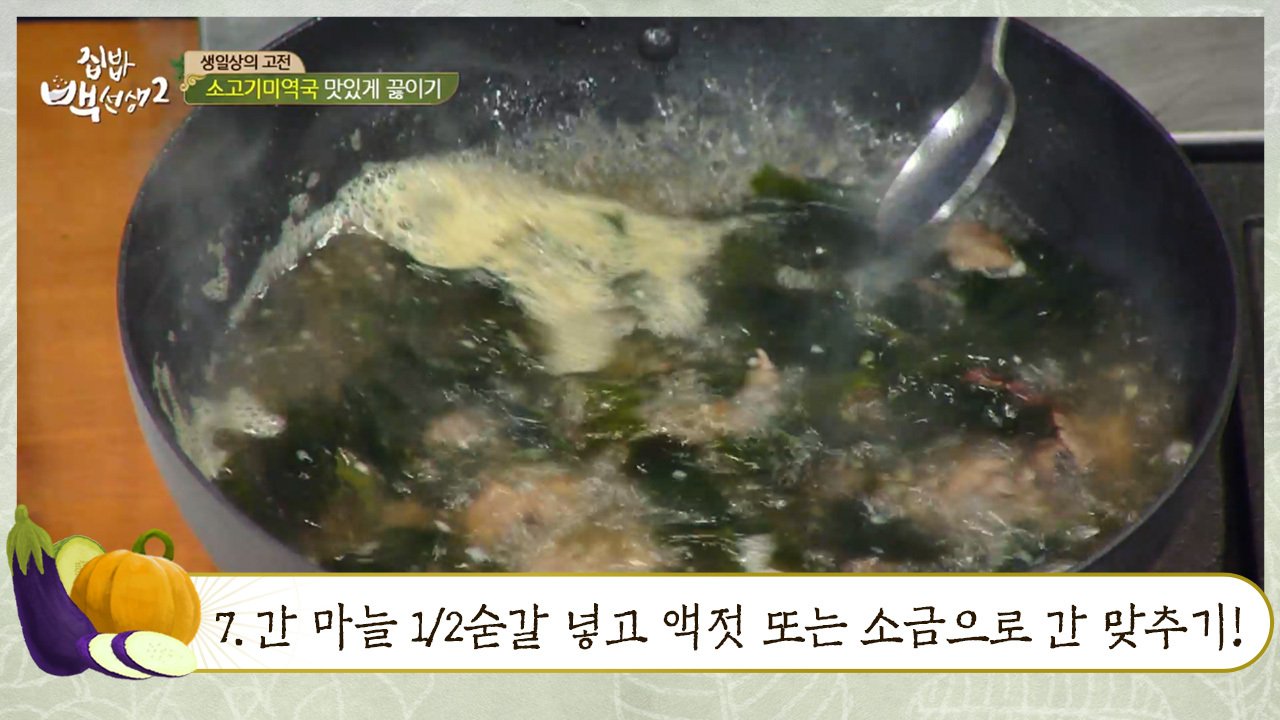 집밥
백선생2
생일상의 고전
소고기미역국 맛있게 끓이기
7. 간 마늘 1/2숟갈 넣고 액젓 또는 소금으로 간 맞추기!